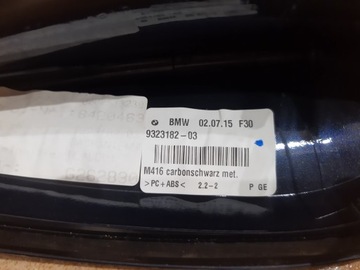 BMW 02.07.15 F30
9323182-03
M416 carbonschwarz met.
>PC+ABS< 2.2-2 P GE